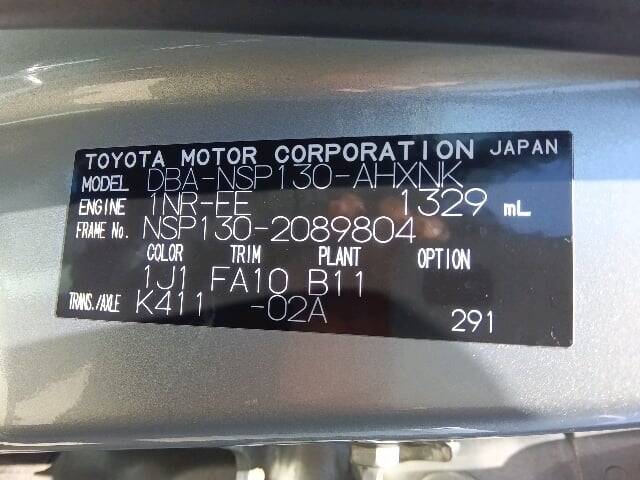 TOYOTA MOTOR CORPORATION JAPAN
MODEL DBA-NSP130-AHXNK
ENGINE 1NR-FE 1329 mL
FRAME No. NSP130-2089804
COLOR TRIM PLANT OPTION
1J1 FA10 B11
TRANS./AXLE K411 -02A
291